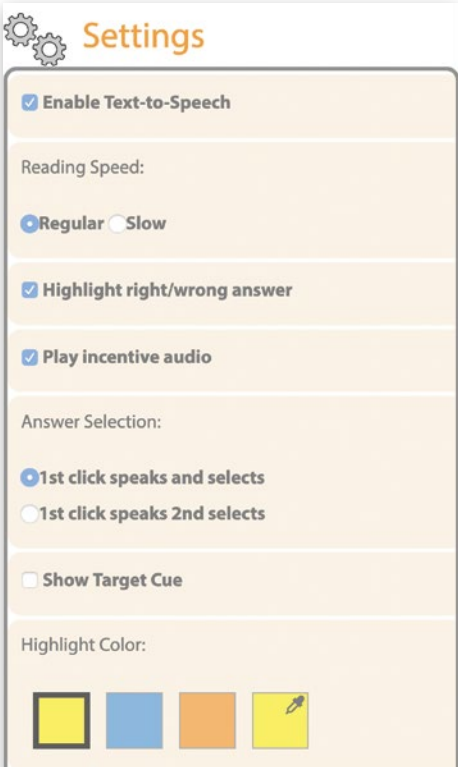 Settings
Enable Text-to-Speech
Reading Speed:
Regular Slow
Highlight right/wrong answer
Play incentive audio
Answer Selection:
1st click speaks and selects
1st click speaks 2nd selects
Show Target Cue
Highlight Color: